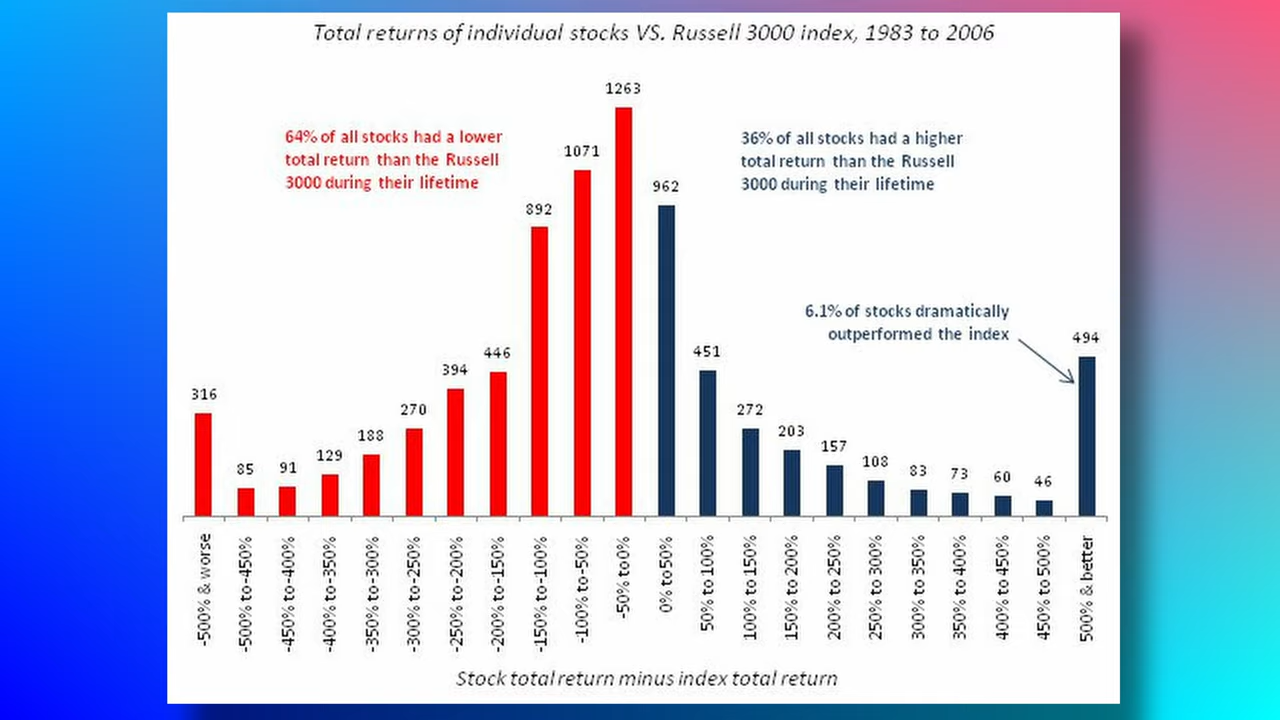 Total returns of individual stocks VS. Russell 3000 index, 1983 to 2006
64% of all stocks had a lower
total return than the Russell
3000 during their lifetime
36% of all stocks had a higher
total return than the Russell
3000 during their lifetime
6.1% of stocks dramatically
outperformed the index
316
85
91
129
188
270
394
446
892
1071
1263
962
451
272
203
157
108
83
73
60
46
494
-500% & worse
-500% to -450%
-450% to -400%
-400% to -350%
-350% to -300%
-300% to -250%
-250% to -200%
-200% to -150%
-150% to -100%
-100% to -50%
-50% to 0%
0% to 50%
50% to 100%
100% to 150%
150% to 200%
200% to 250%
250% to 300%
300% to 350%
350% to 400%
400% to 450%
450% to 500%
500% & better
Stock total return minus index total return